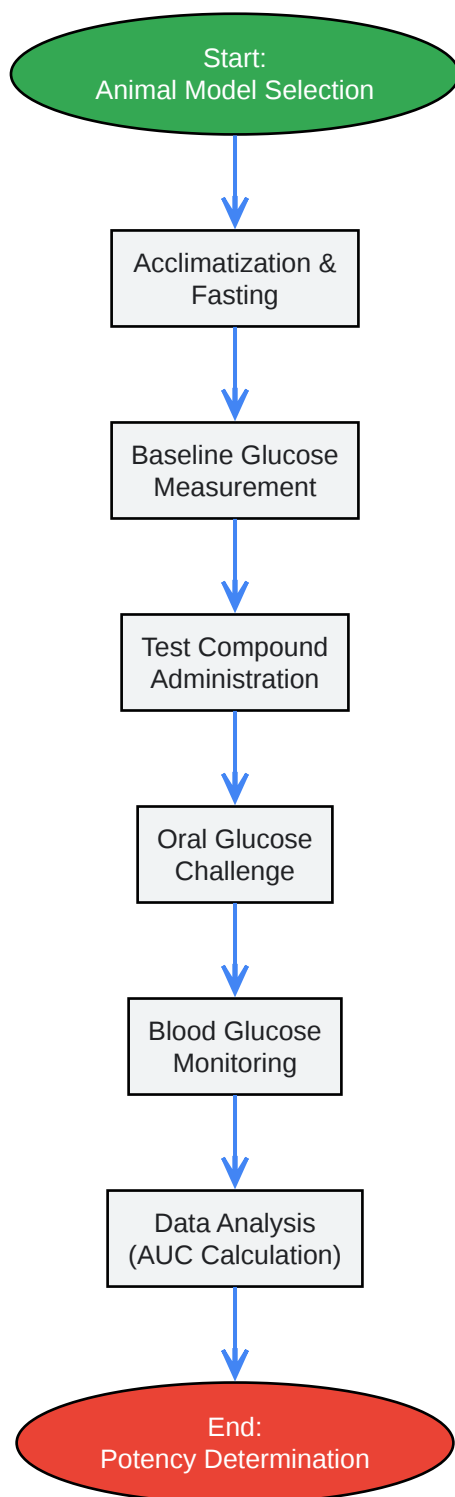 Start:
Animal Model Selection
Acclimatization &
Fasting
Baseline Glucose
Measurement
Test Compound
Administration
Oral Glucose
Challenge
Blood Glucose
Monitoring
Data Analysis
(AUC Calculation)
End:
Potency Determination